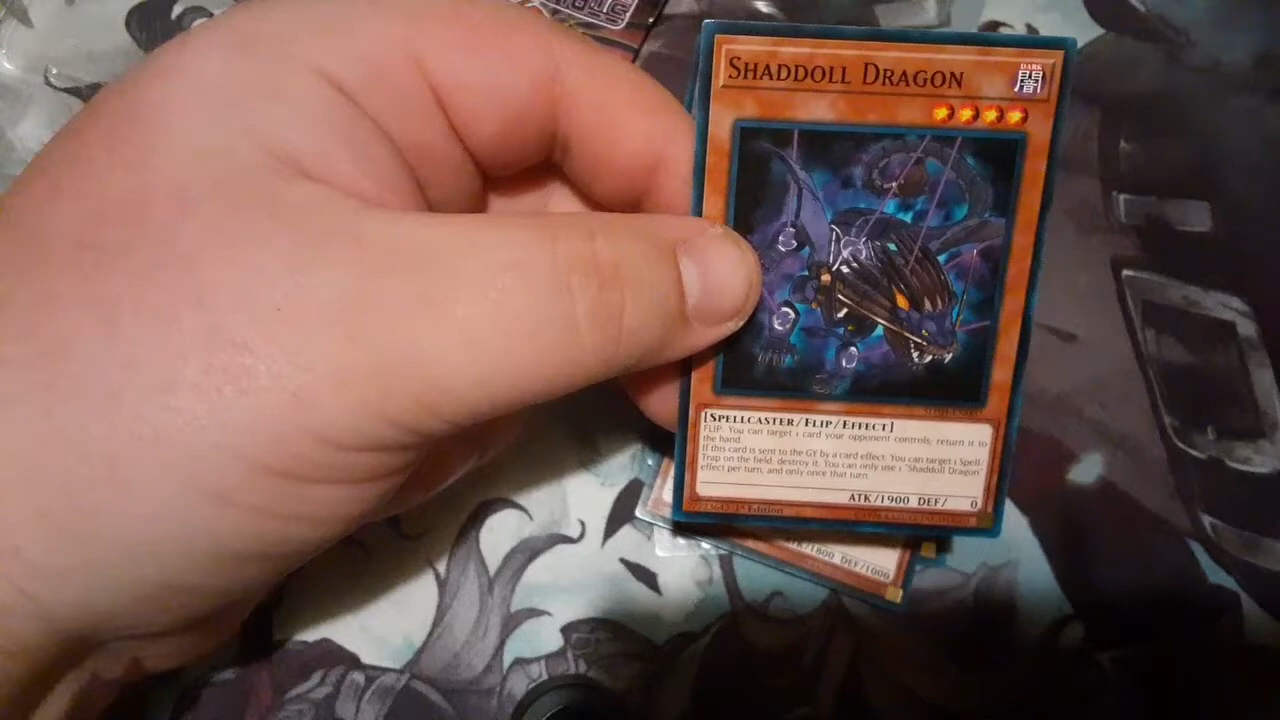 SHADDOLL DRAGON
DARK
闇
[SPELLCASTER/FLIP/EFFECT]
FLIP: You can target 1 card your opponent controls; return it to
the hand.
If this card is sent to the GY by a card effect: You can target 1 Spell/
Trap on the field; destroy it. You can only use 1 "Shaddoll Dragon"
effect per turn, and only once that turn.
ATK/1900 DEF/ 0
1st Edition
ATK/1800 DEF/1000